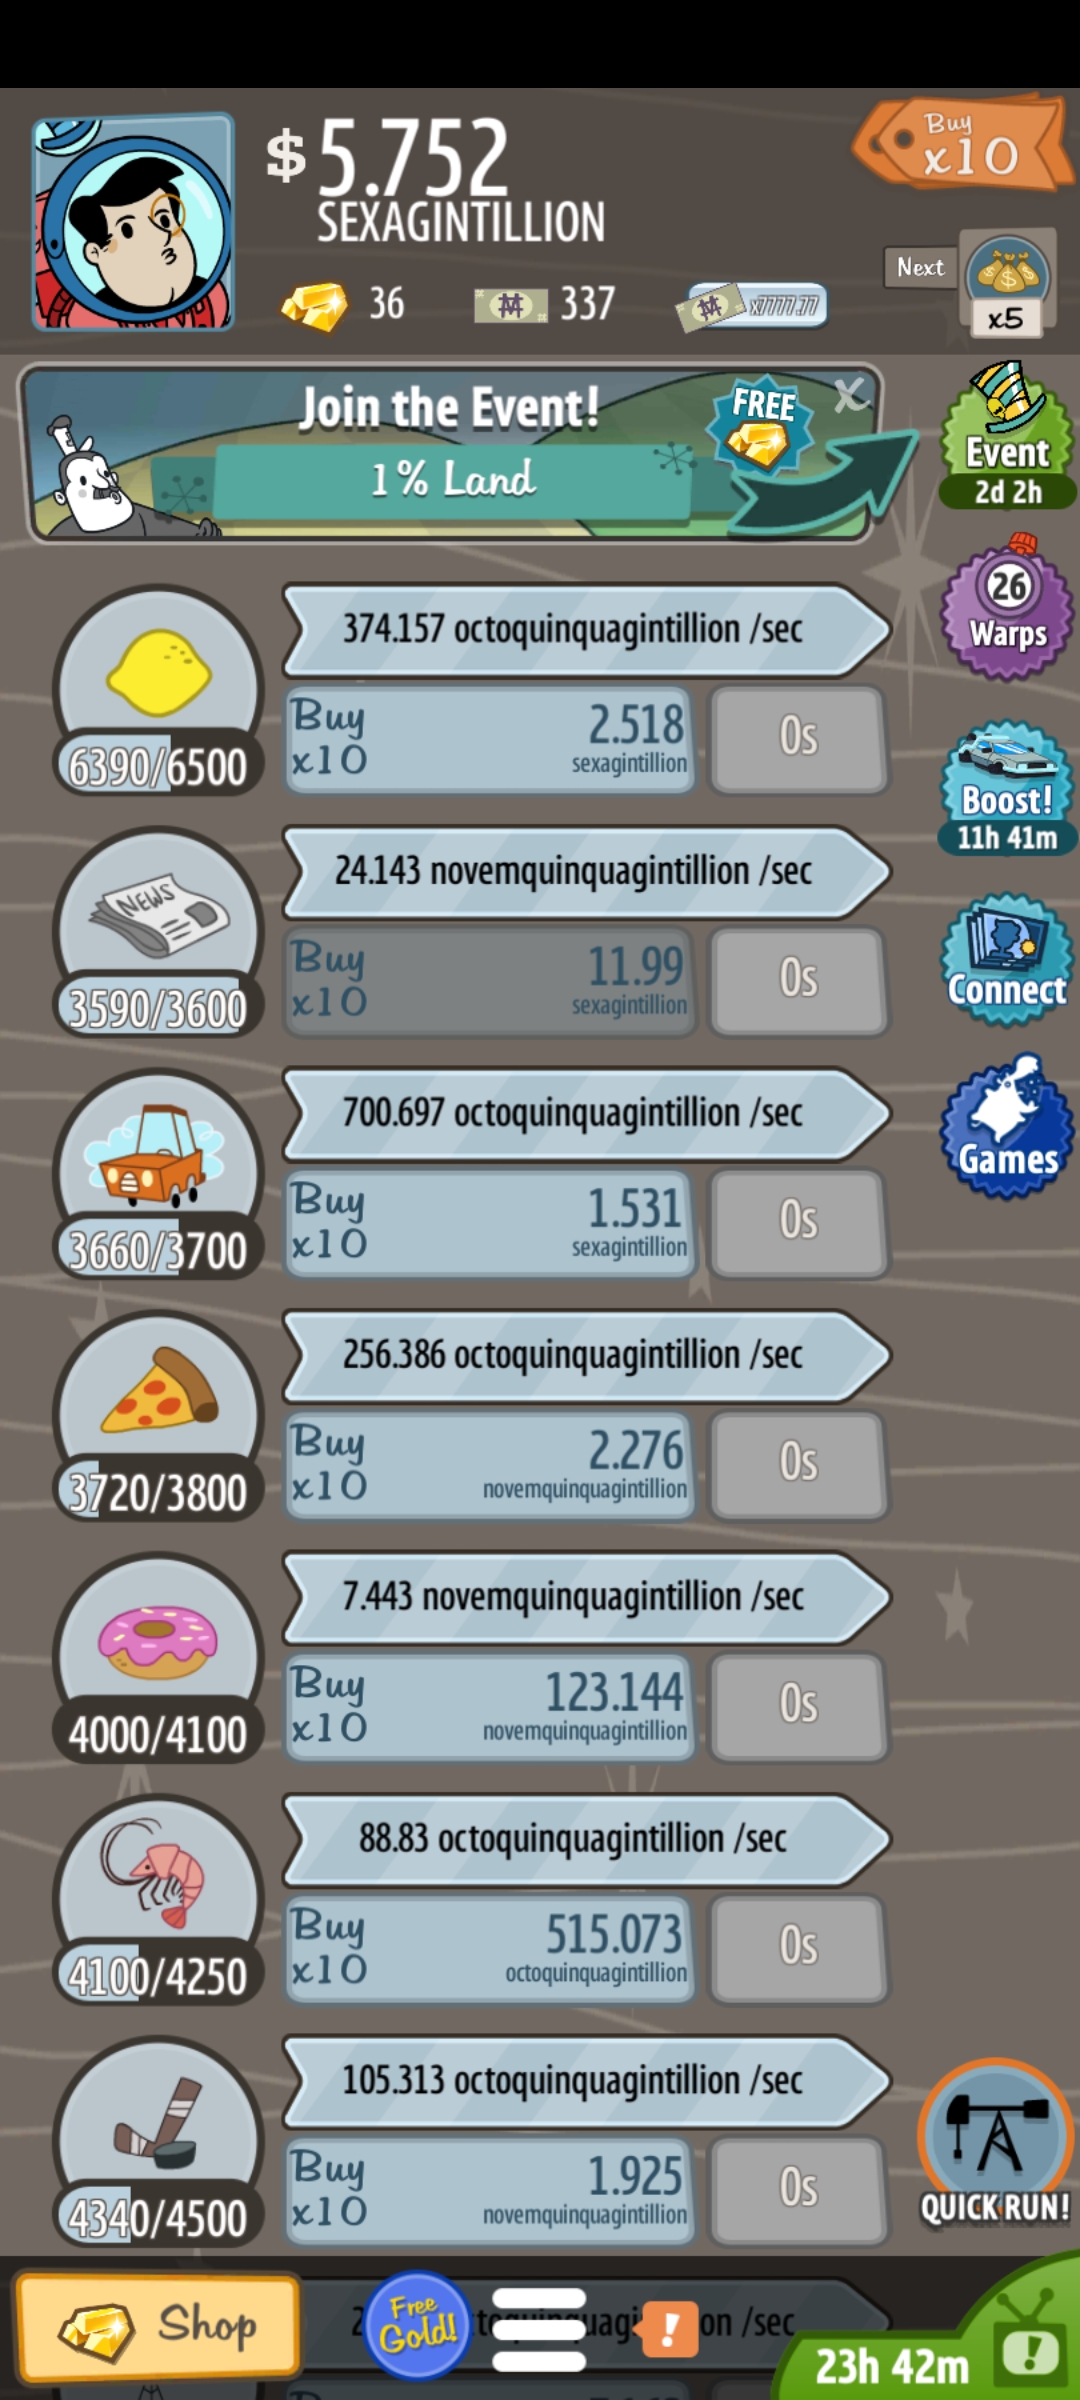 $5.752
SEXAGINTILLION
Buy
x10
36
337
x7777.77
Next
x5
Join the Event!
1% Land
FREE
X
Event
2d 2h
26
Warps
Boost!
11h 41m
Connect
Games
374.157 octoquinquagintillion /sec
Buy
x10
2.518
sexagintillion
0s
6390/6500
NEWS
24.143 novemquinquagintillion /sec
Buy
x10
11.99
sexagintillion
0s
3590/3600
700.697 octoquinquagintillion /sec
Buy
x10
1.531
sexagintillion
0s
3660/3700
256.386 octoquinquagintillion /sec
Buy
x10
2.276
novemquinquagintillion
0s
3720/3800
7.443 novemquinquagintillion /sec
Buy
x10
123.144
novemquinquagintillion
0s
4000/4100
88.83 octoquinquagintillion /sec
Buy
x10
515.073
octoquinquagintillion
0s
4100/4250
105.313 octoquinquagintillion /sec
Buy
x10
1.925
novemquinquagintillion
0s
4340/4500
QUICK RUN!
Shop
Free
Gold!
!
on /sec
23h 42m
!